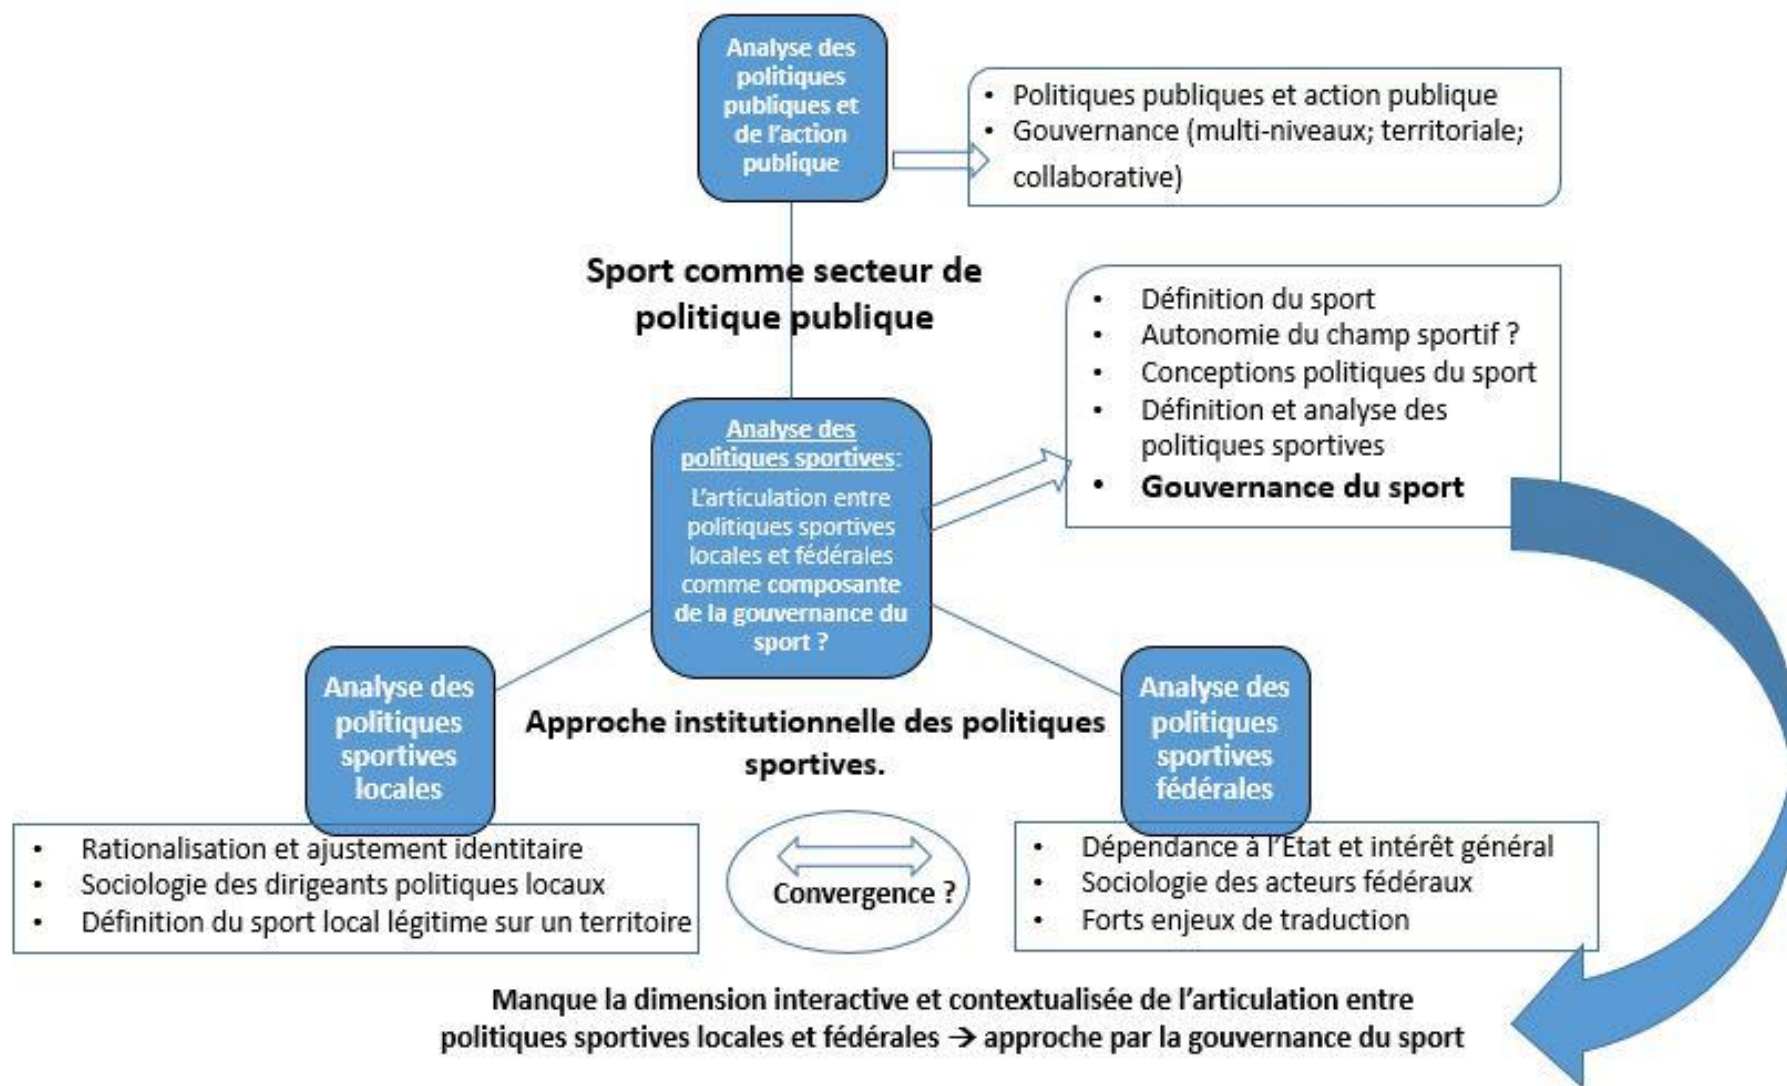 Analyse des
politiques
publiques et
de l'action
publique
• Politiques publiques et action publique
• Gouvernance (multi-niveaux; territoriale;
collaborative)
Sport comme secteur de
politique publique
• Définition du sport
• Autonomie du champ sportif ?
• Conceptions politiques du sport
• Définition et analyse des
politiques sportives
• Gouvernance du sport
Analyse des
politiques sportives:
L'articulation entre
politiques sportives
locales et fédérales
comme composante
de la gouvernance du
sport ?
Analyse des
politiques
sportives
locales
Approche institutionnelle des politiques
sportives.
Analyse des
politiques
sportives
fédérales
• Rationalisation et ajustement identitaire
• Sociologie des dirigeants politiques locaux
• Définition du sport local légitime sur un territoire
Convergence ?
• Dépendance à l'Etat et intérêt général
• Sociologie des acteurs fédéraux
• Forts enjeux de traduction
Manque la dimension interactive et contextualisée de l'articulation entre
politiques sportives locales et fédérales → approche par la gouvernance du sport